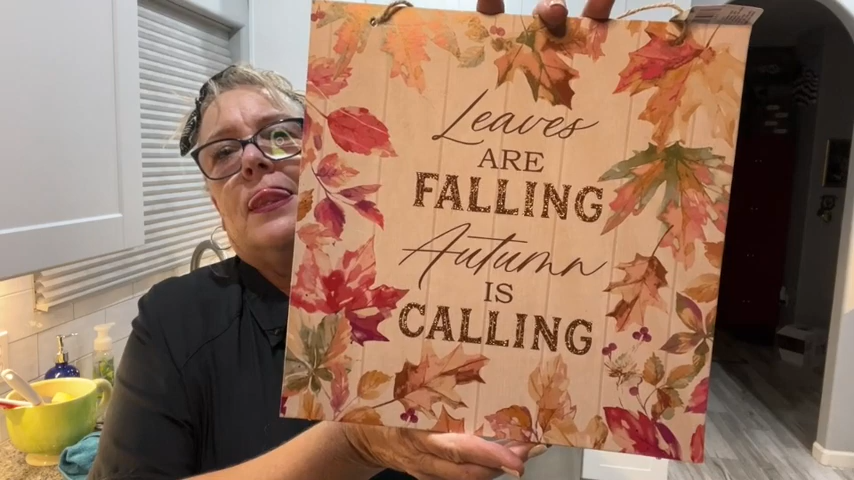 Leaves
ARE
FALLING
Autumn
IS
CALLING